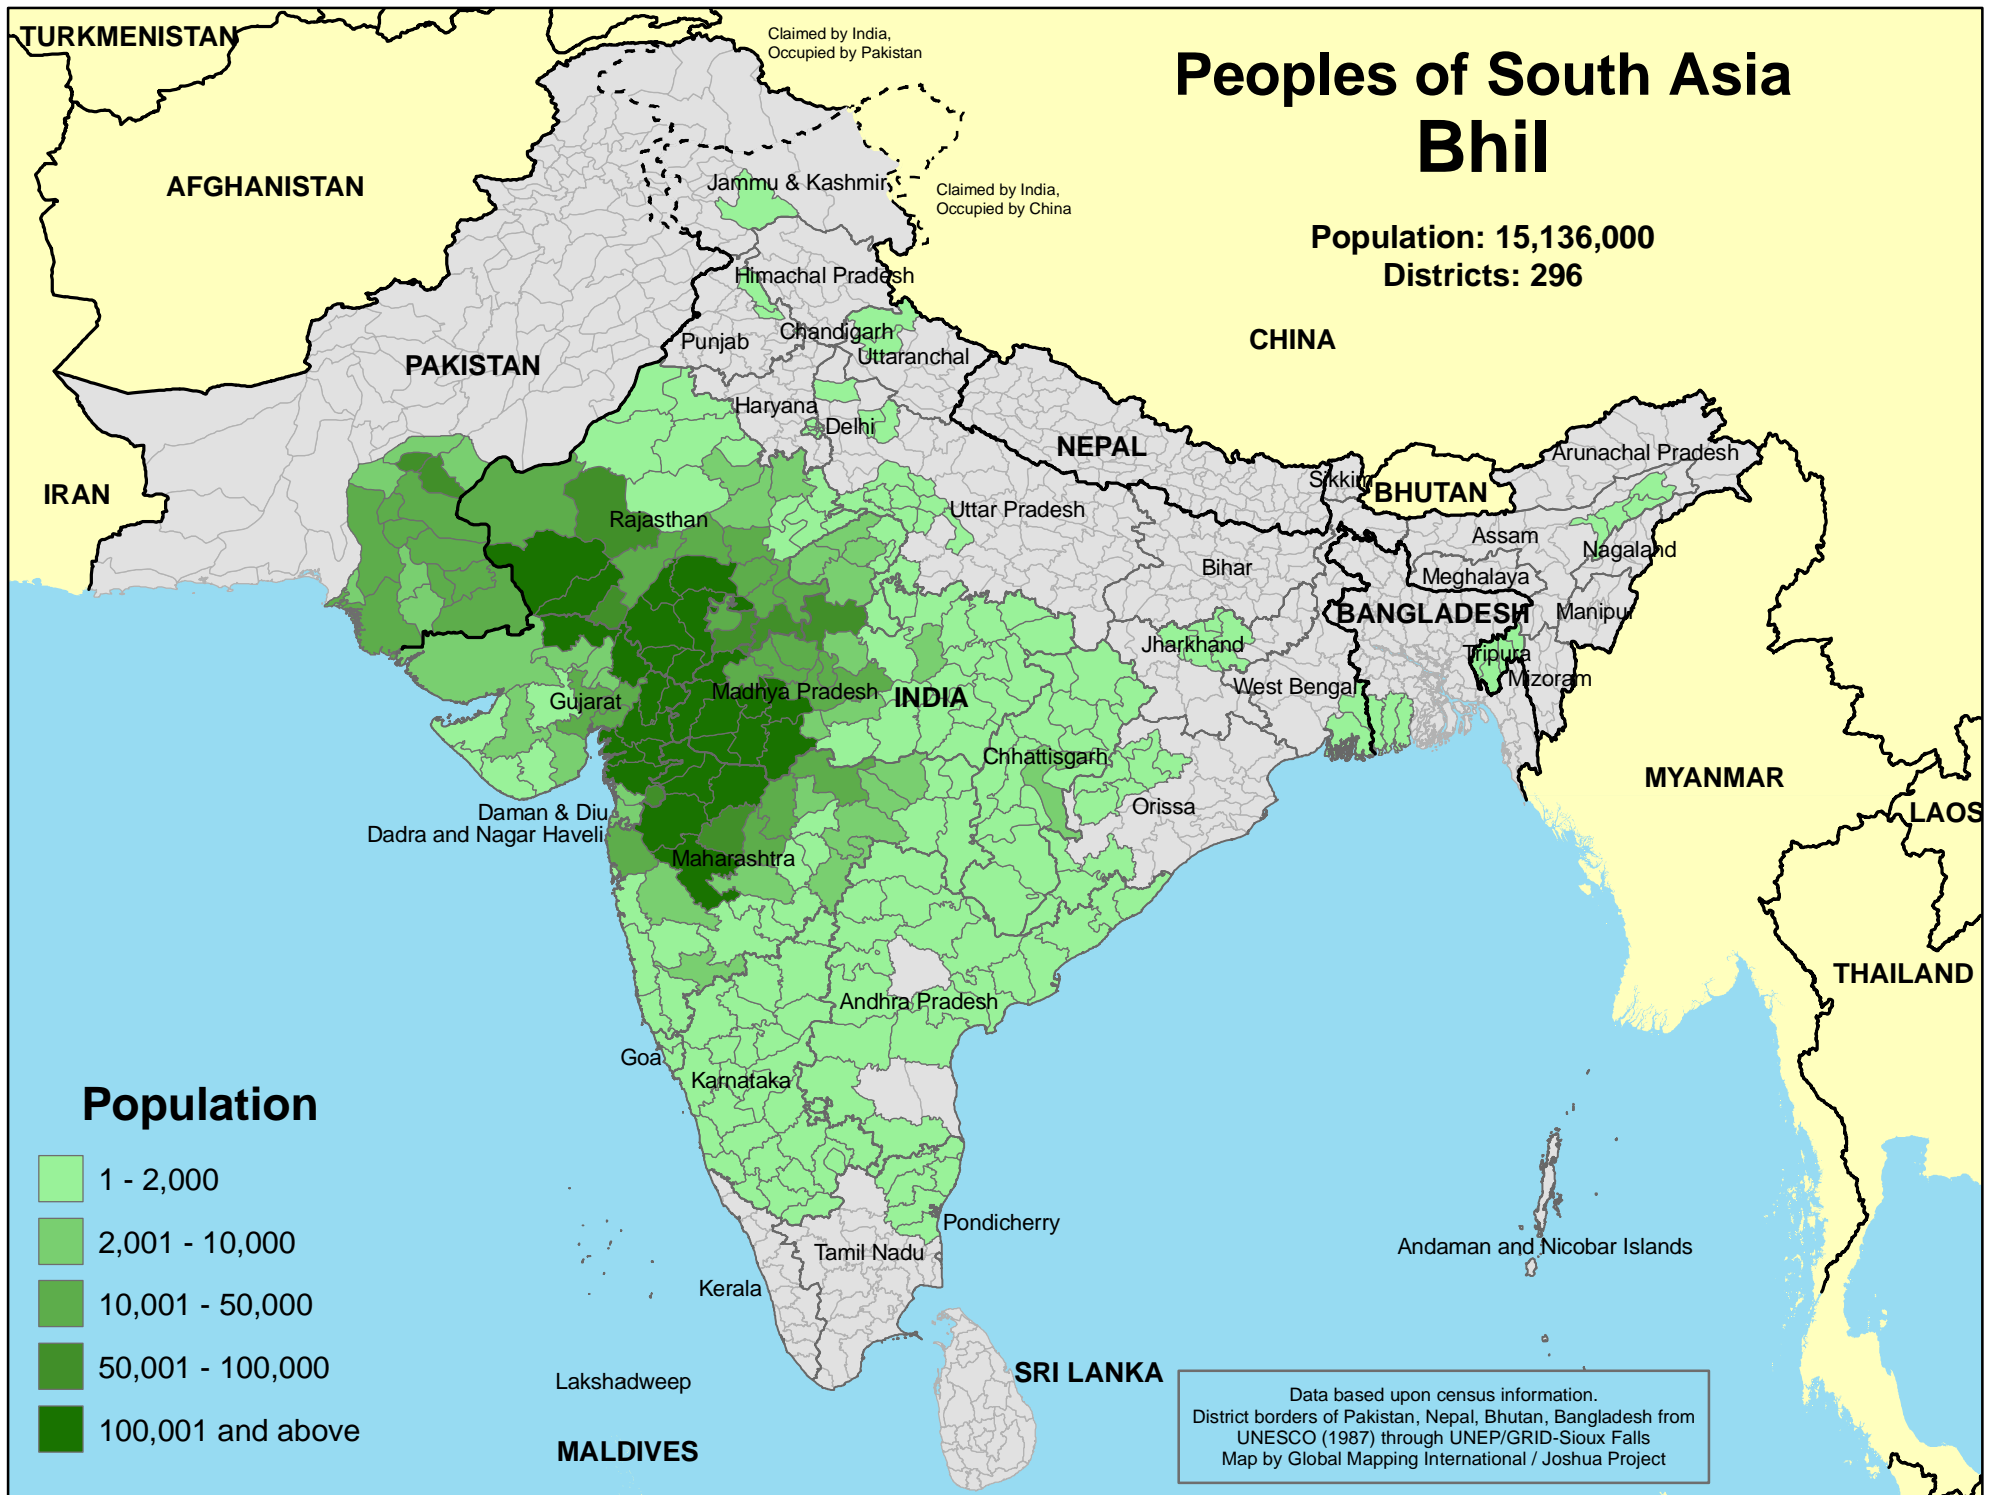 TURKMENISTAN
Claimed by India,
Occupied by Pakistan
Peoples of South Asia
Bhil
AFGHANISTAN
Jammu & Kashmir
Claimed by India,
Occupied by China
Population: 15,136,000
Districts: 296
Himachal Pradesh
CHINA
Chandigarh
Punjab
Uttaranchal
PAKISTAN
Haryana
Delhi
NEPAL
Arunachal Pradesh
Sikkim
IRAN
BHUTAN
Rajasthan
Uttar Pradesh
Assam
Nagaland
Bihar
Meghalaya
BANGLADESH
Manipur
Jharkhand
Tripura
Mizoram
West Bengal
Madhya Pradesh
INDIA
Gujarat
Chhattisgarh
MYANMAR
Orissa
LAOS
Daman & Diu
Dadra and Nagar Haveli
Maharashtra
THAILAND
Andhra Pradesh
Goa
Karnataka
Population
1 - 2,000
2,001 - 10,000
10,001 - 50,000
50,001 - 100,000
100,001 and above
Pondicherry
Tamil Nadu
Andaman and Nicobar Islands
Kerala
Lakshadweep
SRI LANKA
MALDIVES
Data based upon census information.
District borders of Pakistan, Nepal, Bhutan, Bangladesh from
UNESCO (1987) through UNEP/GRID-Sioux Falls
Map by Global Mapping International / Joshua Project